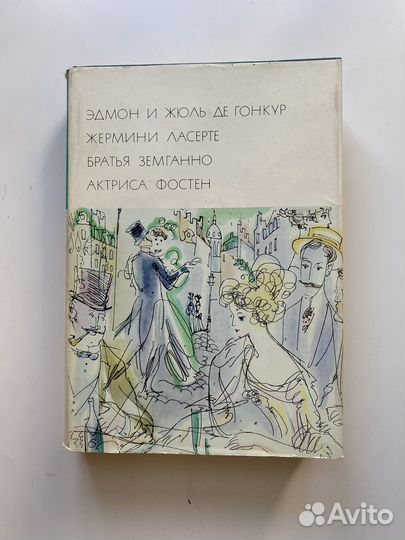 ЭДМОН И ЖЮЛЬ ДЕ ГОНКУР
ЖЕРМИНИ ЛАСЕРТЕ
БРАТЬЯ ЗЕМГАННО
АКТРИСА ФОСТЕН
Avito